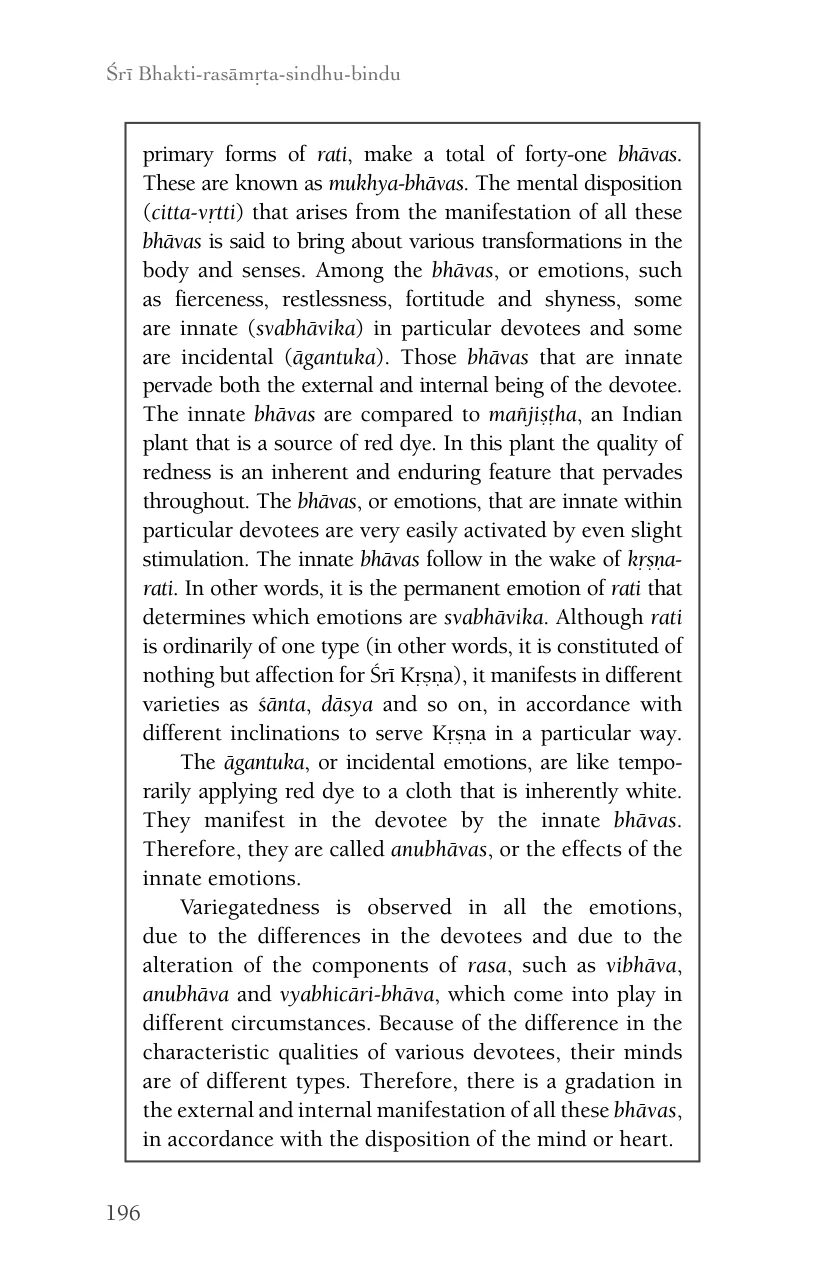 Śrī Bhakti-rasāmṛta-sindhu-bindu
primary forms of rati, make a total of forty-one bhāvas.
These are known as mukhya-bhāvas. The mental disposition
(citta-vṛtti) that arises from the manifestation of all these
bhāvas is said to bring about various transformations in the
body and senses. Among the bhāvas, or emotions, such
as fierceness, restlessness, fortitude and shyness, some
are innate (svabhāvika) in particular devotees and some
are incidental (āgantuka). Those bhāvas that are innate
pervade both the external and internal being of the devotee.
The innate bhāvas are compared to mañjiṣṭha, an Indian
plant that is a source of red dye. In this plant the quality of
redness is an inherent and enduring feature that pervades
throughout. The bhāvas, or emotions, that are innate within
particular devotees are very easily activated by even slight
stimulation. The innate bhāvas follow in the wake of kṛṣṇa-
rati. In other words, it is the permanent emotion of rati that
determines which emotions are svabhāvika. Although rati
is ordinarily of one type (in other words, it is constituted of
nothing but affection for Śrī Kṛṣṇa), it manifests in different
varieties as śānta, dāsya and so on, in accordance with
different inclinations to serve Kṛṣṇa in a particular way.
The āgantuka, or incidental emotions, are like tempo-
rarily applying red dye to a cloth that is inherently white.
They manifest in the devotee by the innate bhāvas.
Therefore, they are called anubhāvas, or the effects of the
innate emotions.
Variegatedness is observed in all the emotions,
due to the differences in the devotees and due to the
alteration of the components of rasa, such as vibhāva,
anubhāva and vyabhicāri-bhāva, which come into play in
different circumstances. Because of the difference in the
characteristic qualities of various devotees, their minds
are of different types. Therefore, there is a gradation in
the external and internal manifestation of all these bhāvas,
in accordance with the disposition of the mind or heart.
196